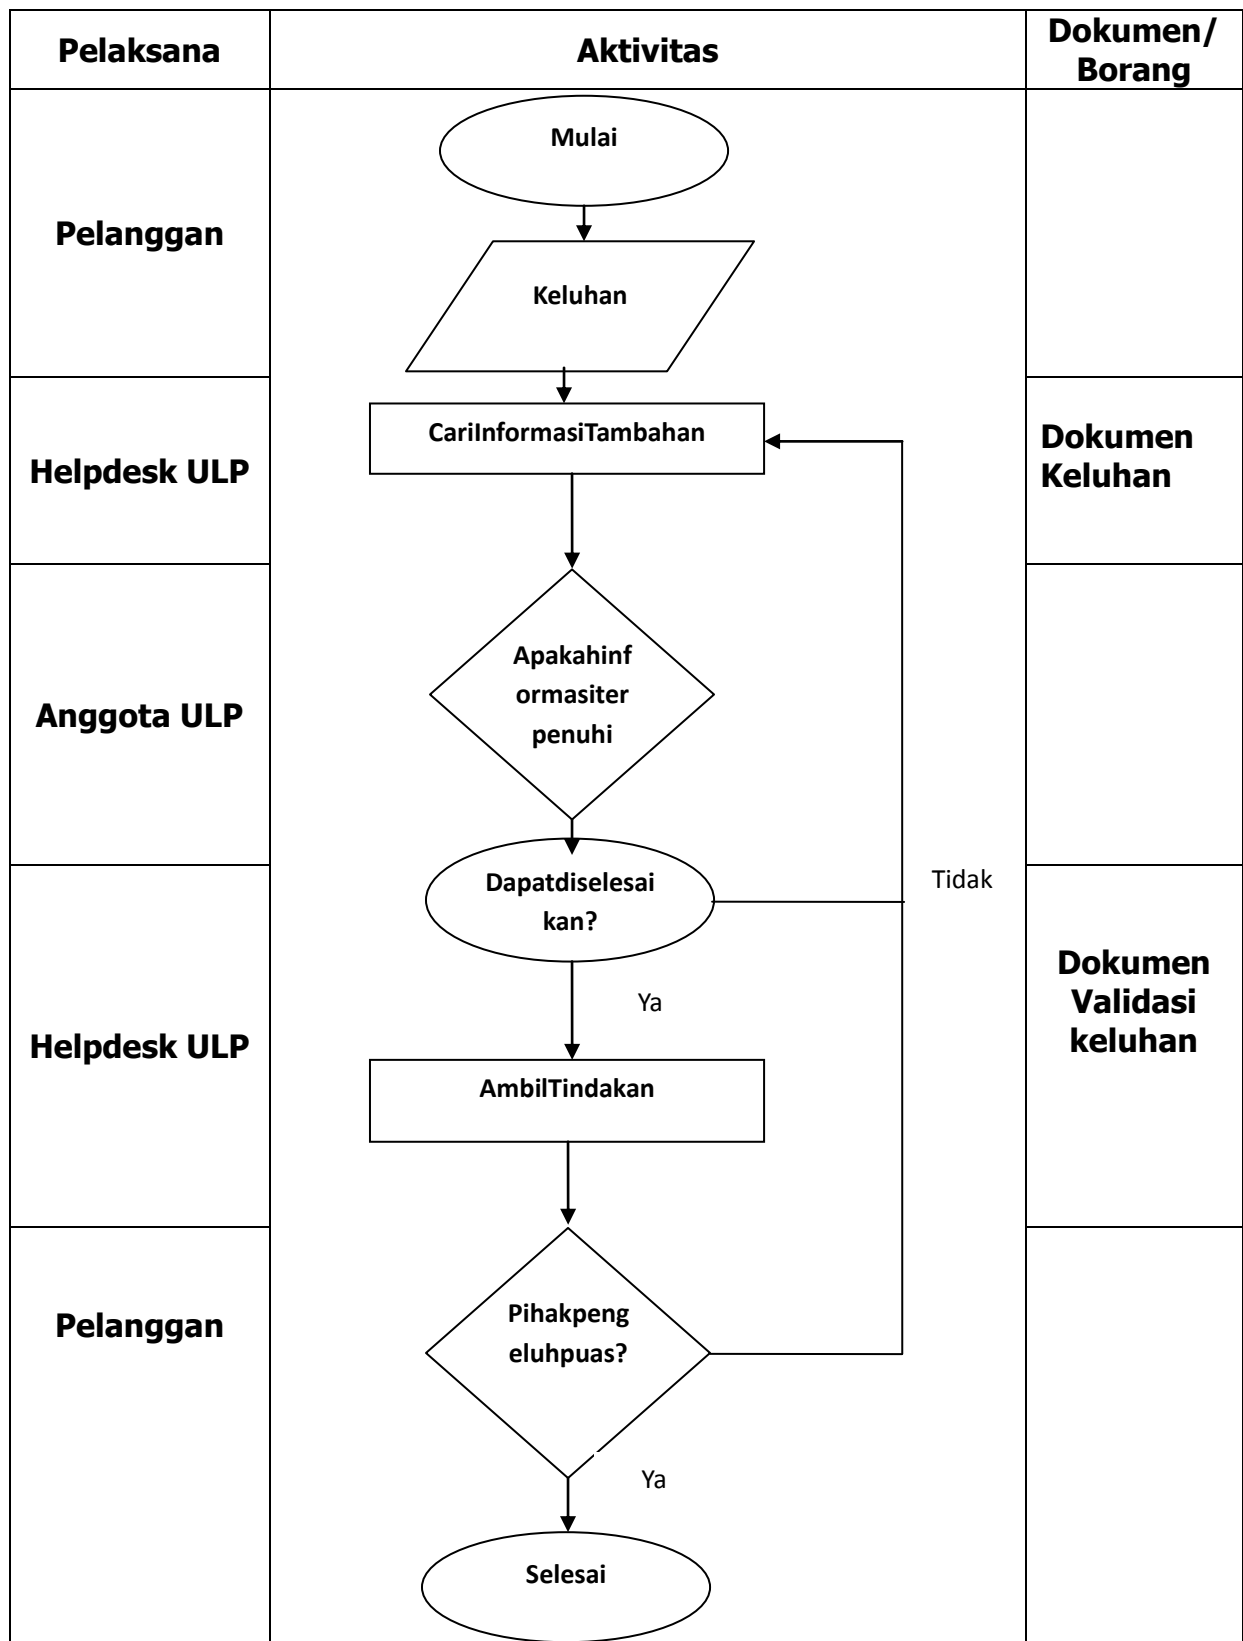 Pelaksana
Aktivitas
Dokumen/
Borang
Mulai
Pelanggan
Keluhan
CariInformasiTambahan
Helpdesk ULP
Dokumen
Keluhan
Apakahinf
ormasiter
penuhi
Anggota ULP
Dapatdiselesai
kan?
Tidak
Ya
Helpdesk ULP
Dokumen
Validasi
keluhan
AmbilTindakan
Pelanggan
Pihakpeng
eluhpuas?
Ya
Selesai